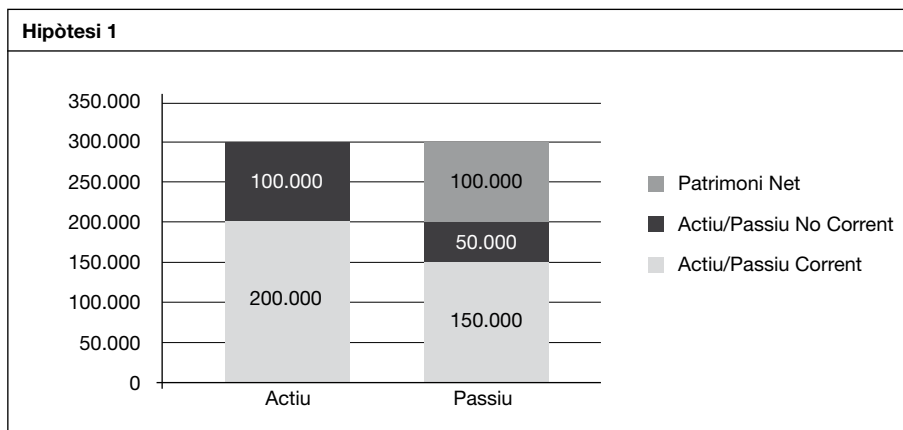 Hipòtesi 1
350.000
300.000
250.000
200.000
150.000
100.000
50.000
0
100.000
200.000
100.000
50.000
150.000
Actiu
Passiu
Patrimoni Net
Actiu/Passiu No Corrent
Actiu/Passiu Corrent